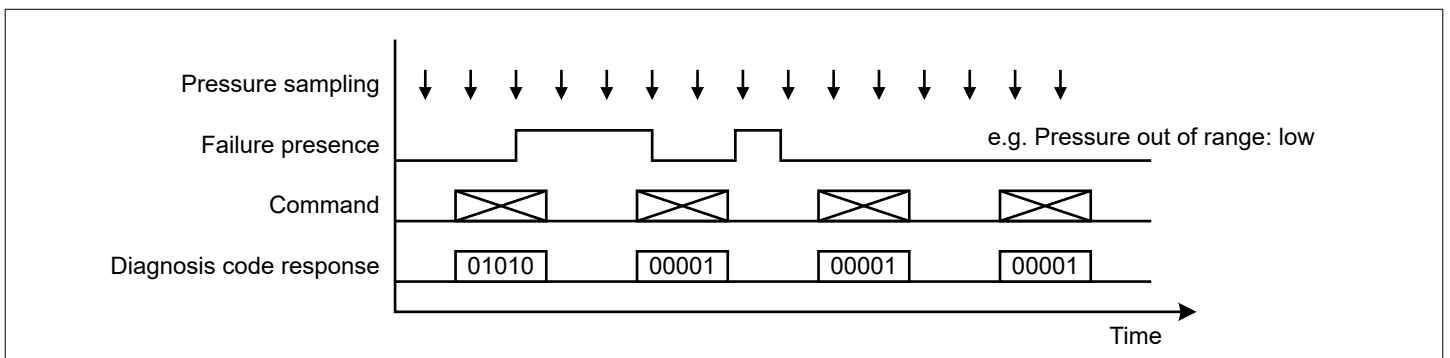 Pressure sampling
Failure presence
e.g. Pressure out of range: low
Command
Diagnosis code response
01010
00001
00001
00001
Time